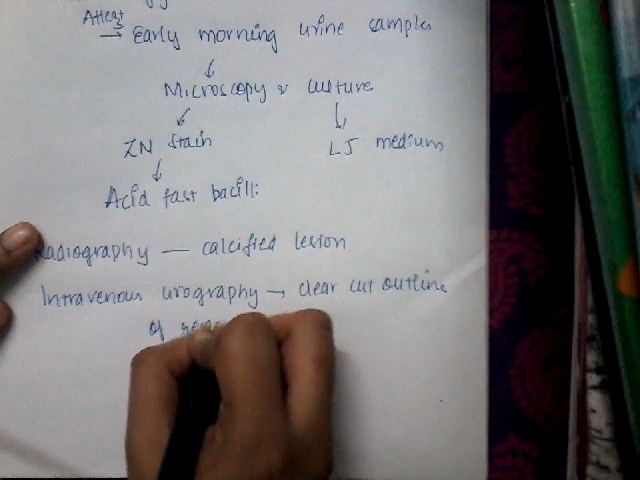 Atleast 3
→ Early morning urine samples
Microscopy & culture
ZN stain LJ medium
Acid fast bacilli
Radiography — calcified lesion
Intravenous urography → clear cut outline
of